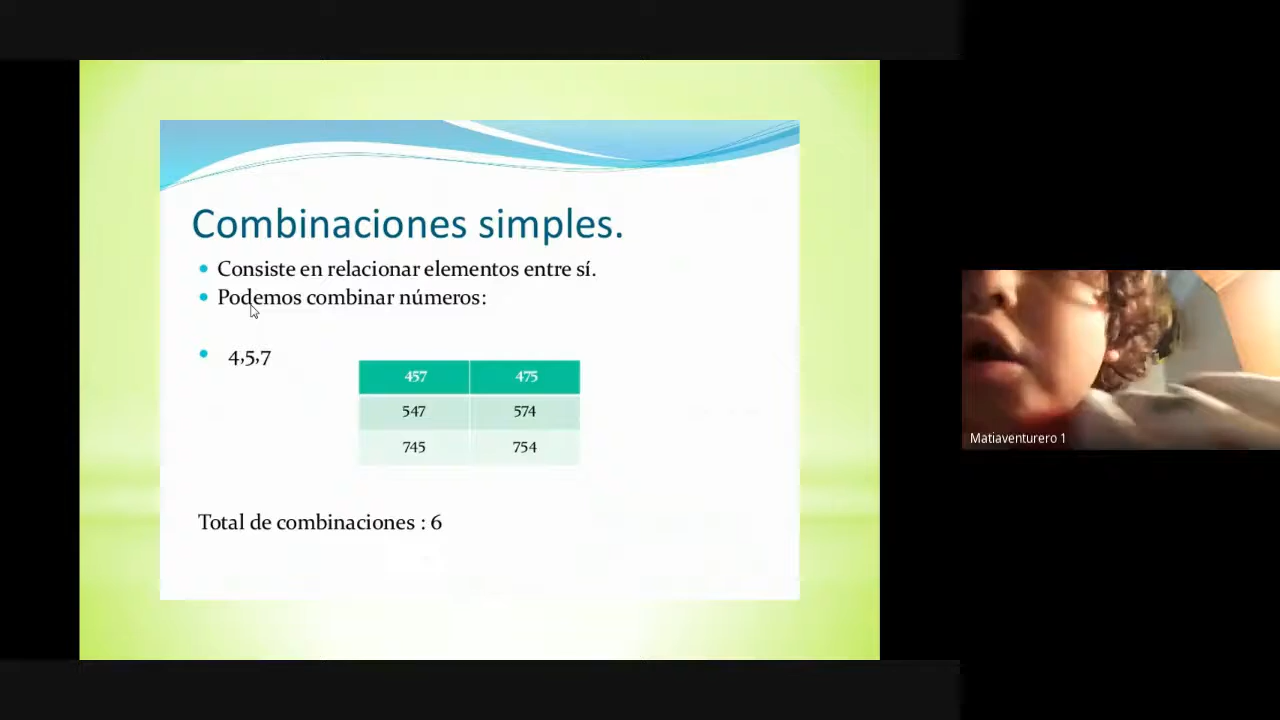 Combinaciones simples.
• Consiste en relacionar elementos entre sí.
• Podemos combinar números:
• 4,5,7
457 475
547 574
745 754
Total de combinaciones : 6
Matiaventurero 1